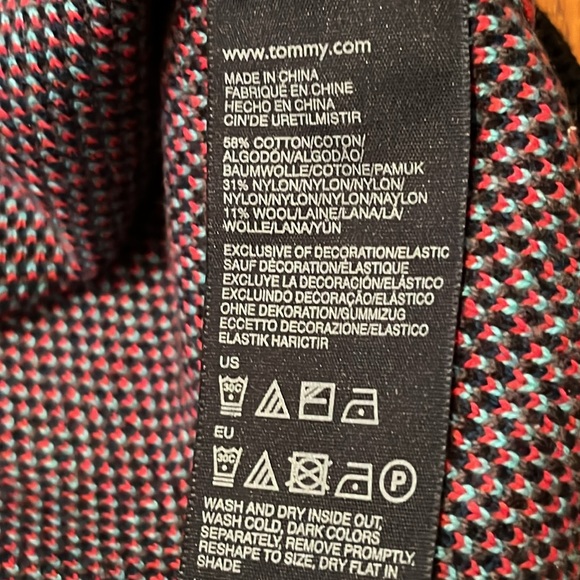 www.tommy.com
MADE IN CHINA
FABRIQUÉ EN CHINE
HECHO EN CHINA
CIN'DE URETILMISTIR
58% COTTON/COTON/
ALGODÓN/ALGODÃO/
BAUMWOLLE/COTONE/PAMUK
31% NYLON/NYLON/NYLON/
NYLON/NYLON/NYLON/NAYLON
11% WOOL/LAINE/LANA/LÃ/
WOLLE/LANA/YÜN
EXCLUSIVE OF DECORATION/ELASTIC
SAUF DÉCORATION/ÉLASTIQUE
EXCLUYE LA DECORACIÓN/ELÁSTICO
EXCLUINDO DECORAÇÃO/ELÁSTICO
OHNE DEKORATION/GUMMIZUG
ECCETTO DECORAZIONE/ELASTICO
ELASTIK HARICTIR
US
30C
EU
30C
P
WASH AND DRY INSIDE OUT,
WASH COLD, DARK COLORS
SEPARATELY, REMOVE PROMPTLY,
RESHAPE TO SIZE, DRY FLAT IN
SHADE